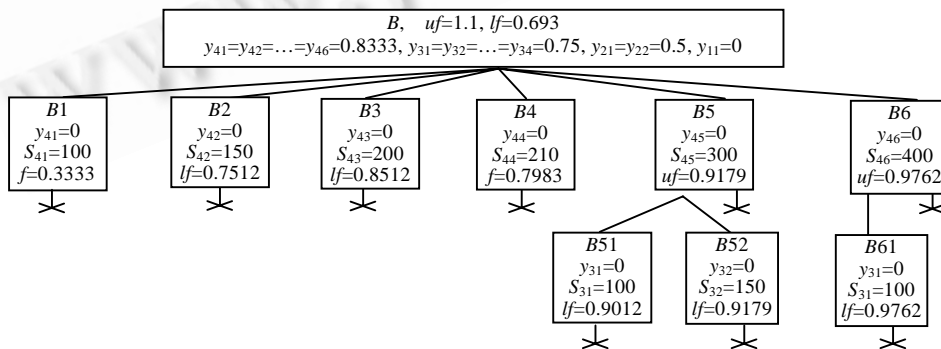 B, uf=1.1, lf=0.693
y₄₁=y₄₂=…=y₄₆=0.8333, y₃₁=y₃₂=…=y₃₄=0.75, y₂₁=y₂₂=0.5, y₁₁=0
B1
y₄₁=0
S₄₁=100
f=0.3333
B2
y₄₂=0
S₄₂=150
lf=0.7512
B3
y₄₃=0
S₄₃=200
lf=0.8512
B4
y₄₄=0
S₄₄=210
f=0.7983
B5
y₄₅=0
S₄₅=300
uf=0.9179
B6
y₄₆=0
S₄₆=400
uf=0.9762
B51
y₃₁=0
S₃₁=100
lf=0.9012
B52
y₃₂=0
S₃₂=150
lf=0.9179
B61
y₃₁=0
S₃₁=100
lf=0.9762